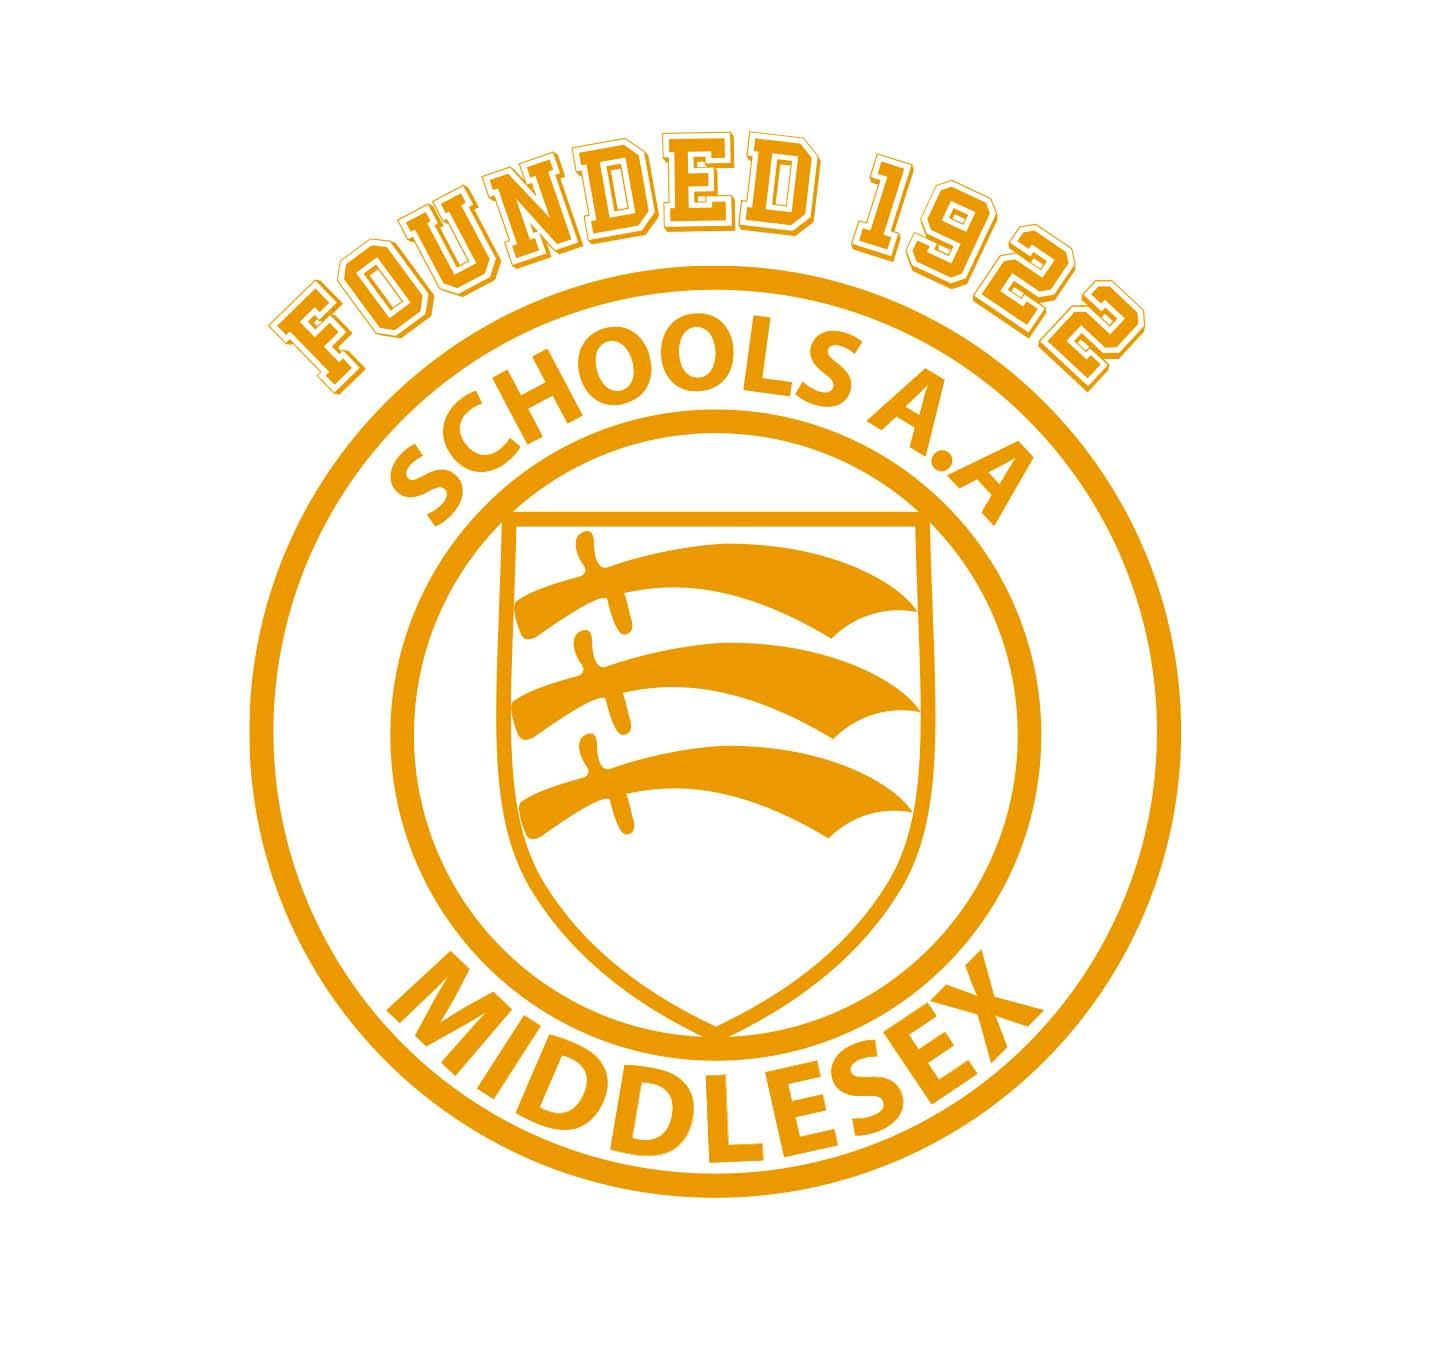 FOUNDED 1922
SCHOOLS A.A
MIDDLESEX